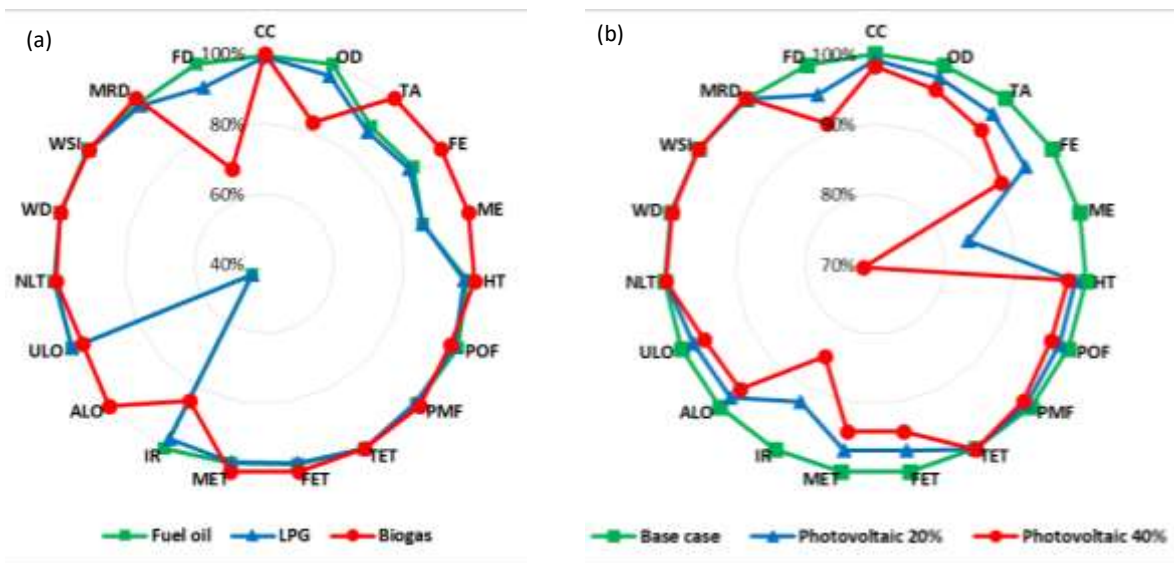 (a)
CC
100%
FD
OD
MRD
TA
80%
WSI
FE
60%
WD
ME
40%
NLT
HT
ULO
POF
ALO
PMF
IR
TET
MET
FET
Fuel oil
LPG
Biogas
(b)
CC
100%
FD
OD
MRD
TA
90%
WSI
FE
80%
WD
ME
70%
NLT
HT
ULO
POF
ALO
PMF
IR
TET
MET
FET
Base case
Photovoltaic 20%
Photovoltaic 40%